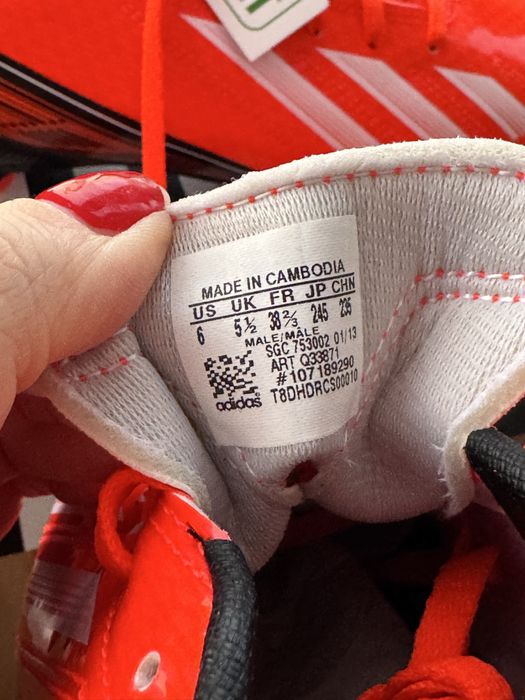 MADE IN CAMBODIA
US UK FR JP CHN
6 5½ 38⅔ 245 235
MALE/MÂLE
SGC 753002 01/13
ART Q33871
#107189290
adidas T8DHDRCS00010